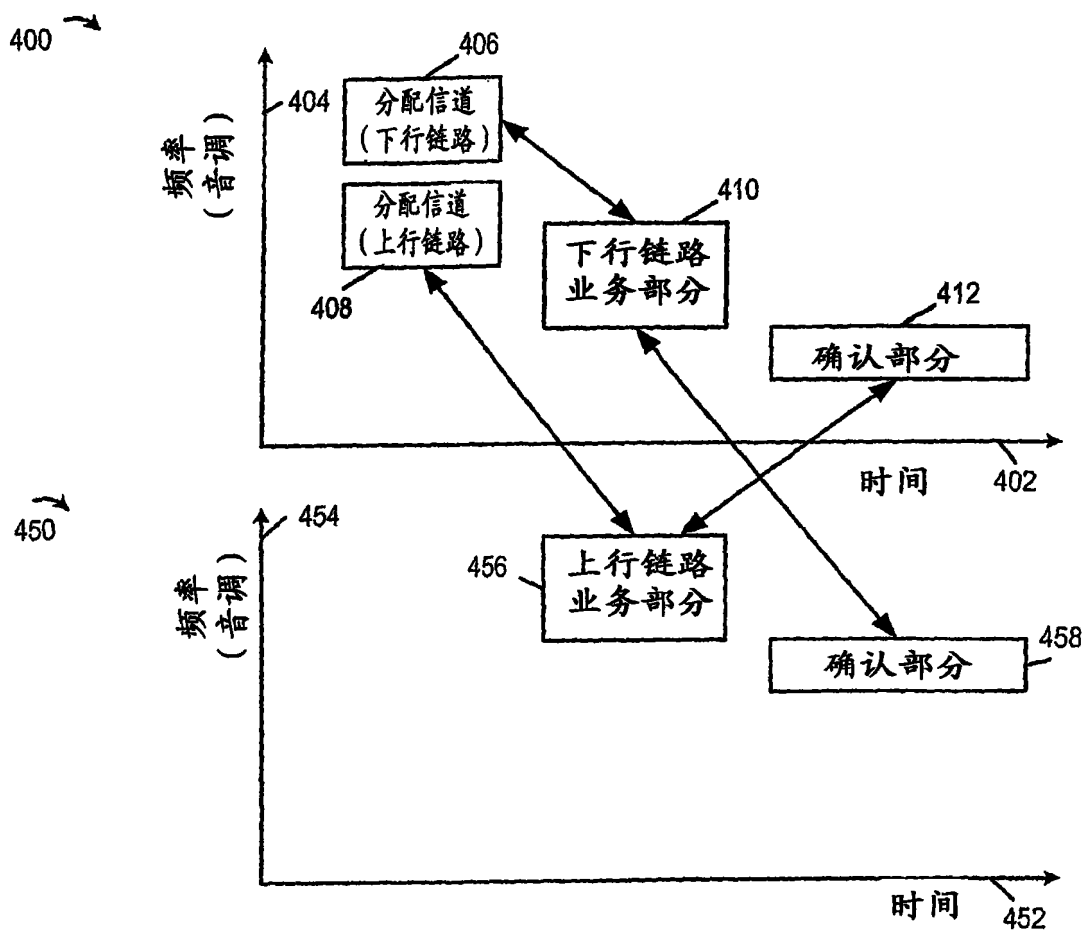 400
404
频率
(音调)
406
分配信道
(下行链路)
分配信道
(上行链路)
408
410
下行链路
业务部分
412
确认部分
时间
402
450
454
频率
(音调)
456
上行链路
业务部分
确认部分
458
时间
452